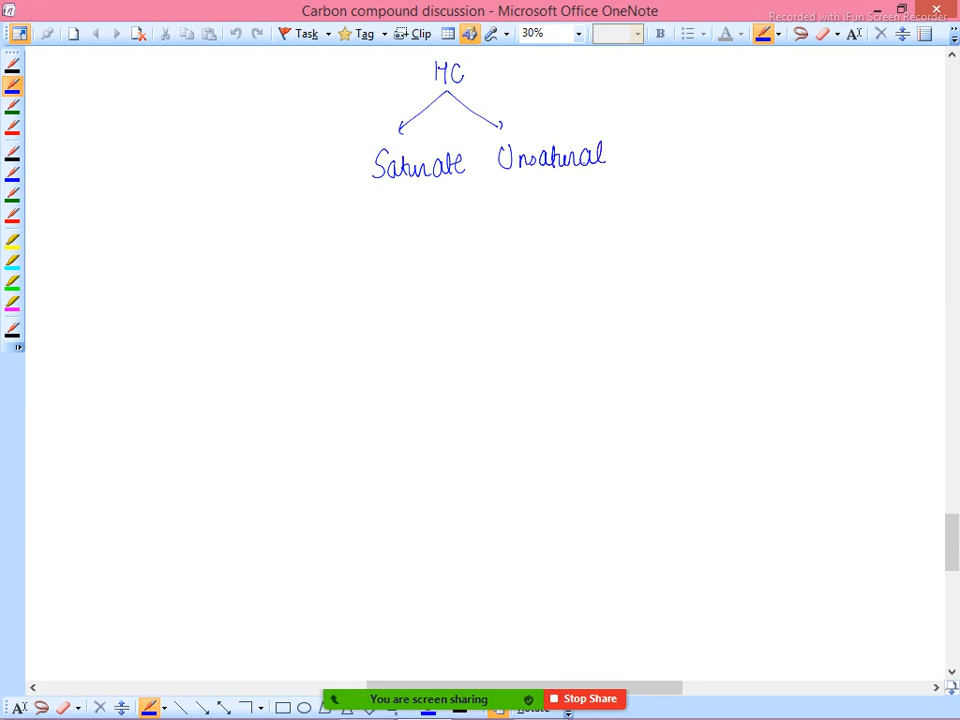 Carbon compound discussion - Microsoft Office OneNote
Recorded with iFun Screen Recorder
Task Tag Clip 30% B A
HC
Saturate Unsatural
You are screen sharing Stop Share